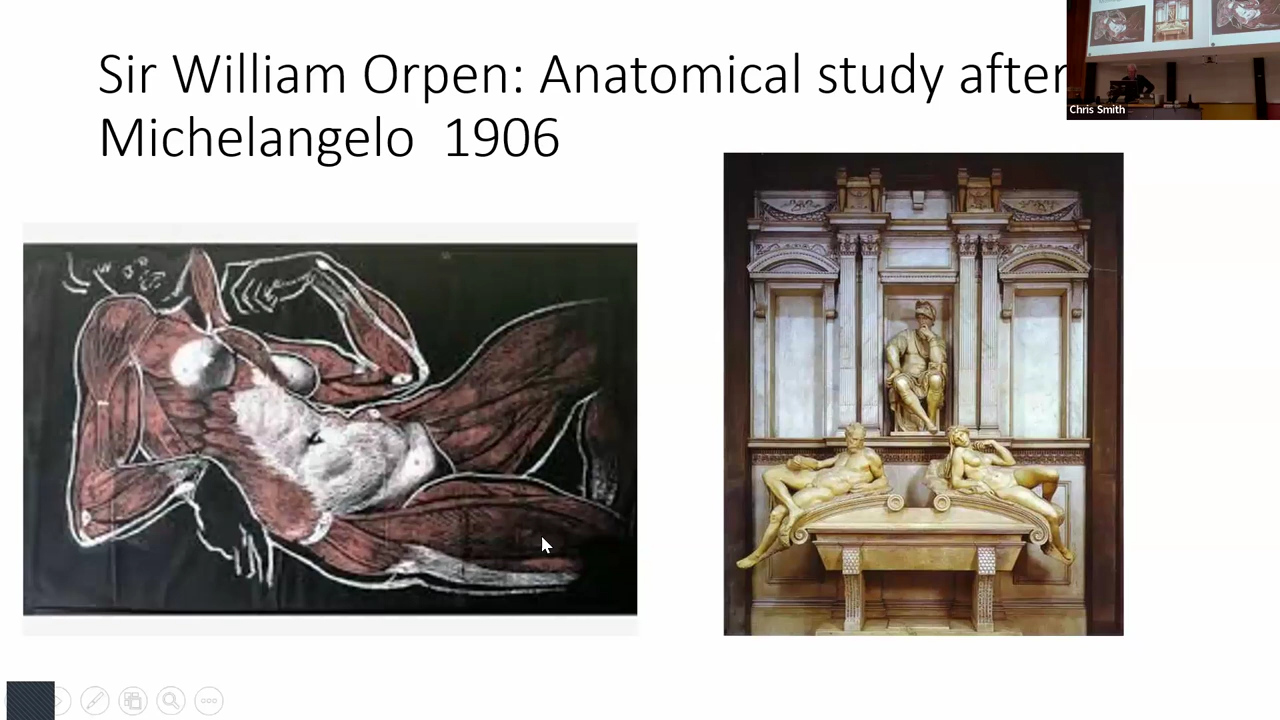 Sir William Orpen: Anatomical study after
Michelangelo 1906
Chris Smith